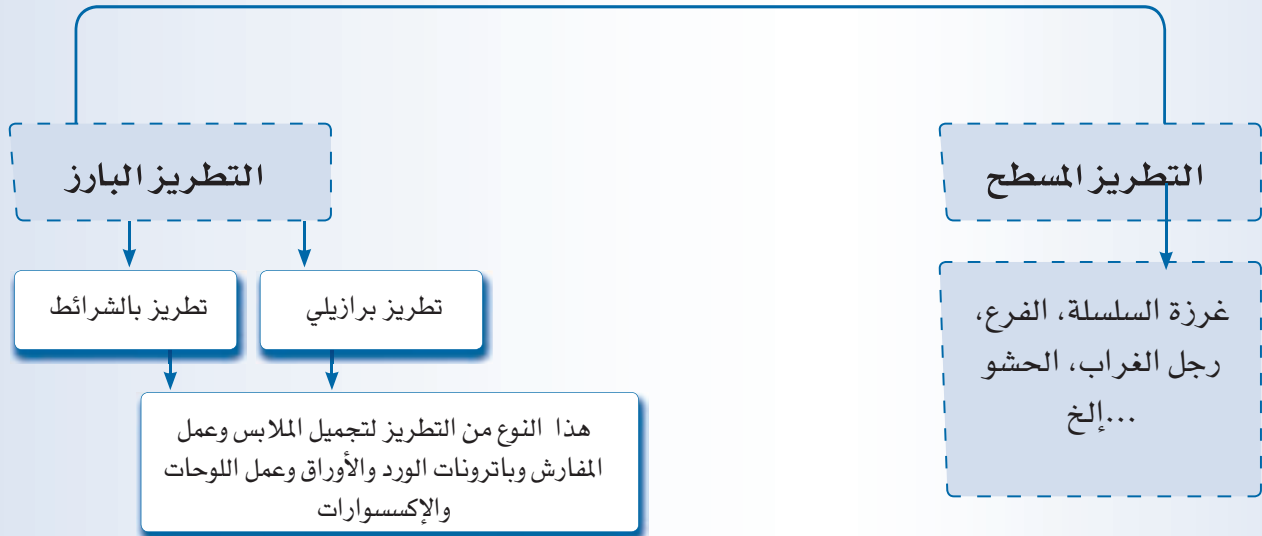 التطريز المسطح
غرزة السلسلة، الفرع،
رجل الغراب، الحشو
...إلخ
التطريز البارز
تطريز برازيلي
تطريز بالشرائط
هذا النوع من التطريز لتجميل الملابس وعمل
المفارش وباترونات الورد والأوراق وعمل اللوحات
والإكسسوارات